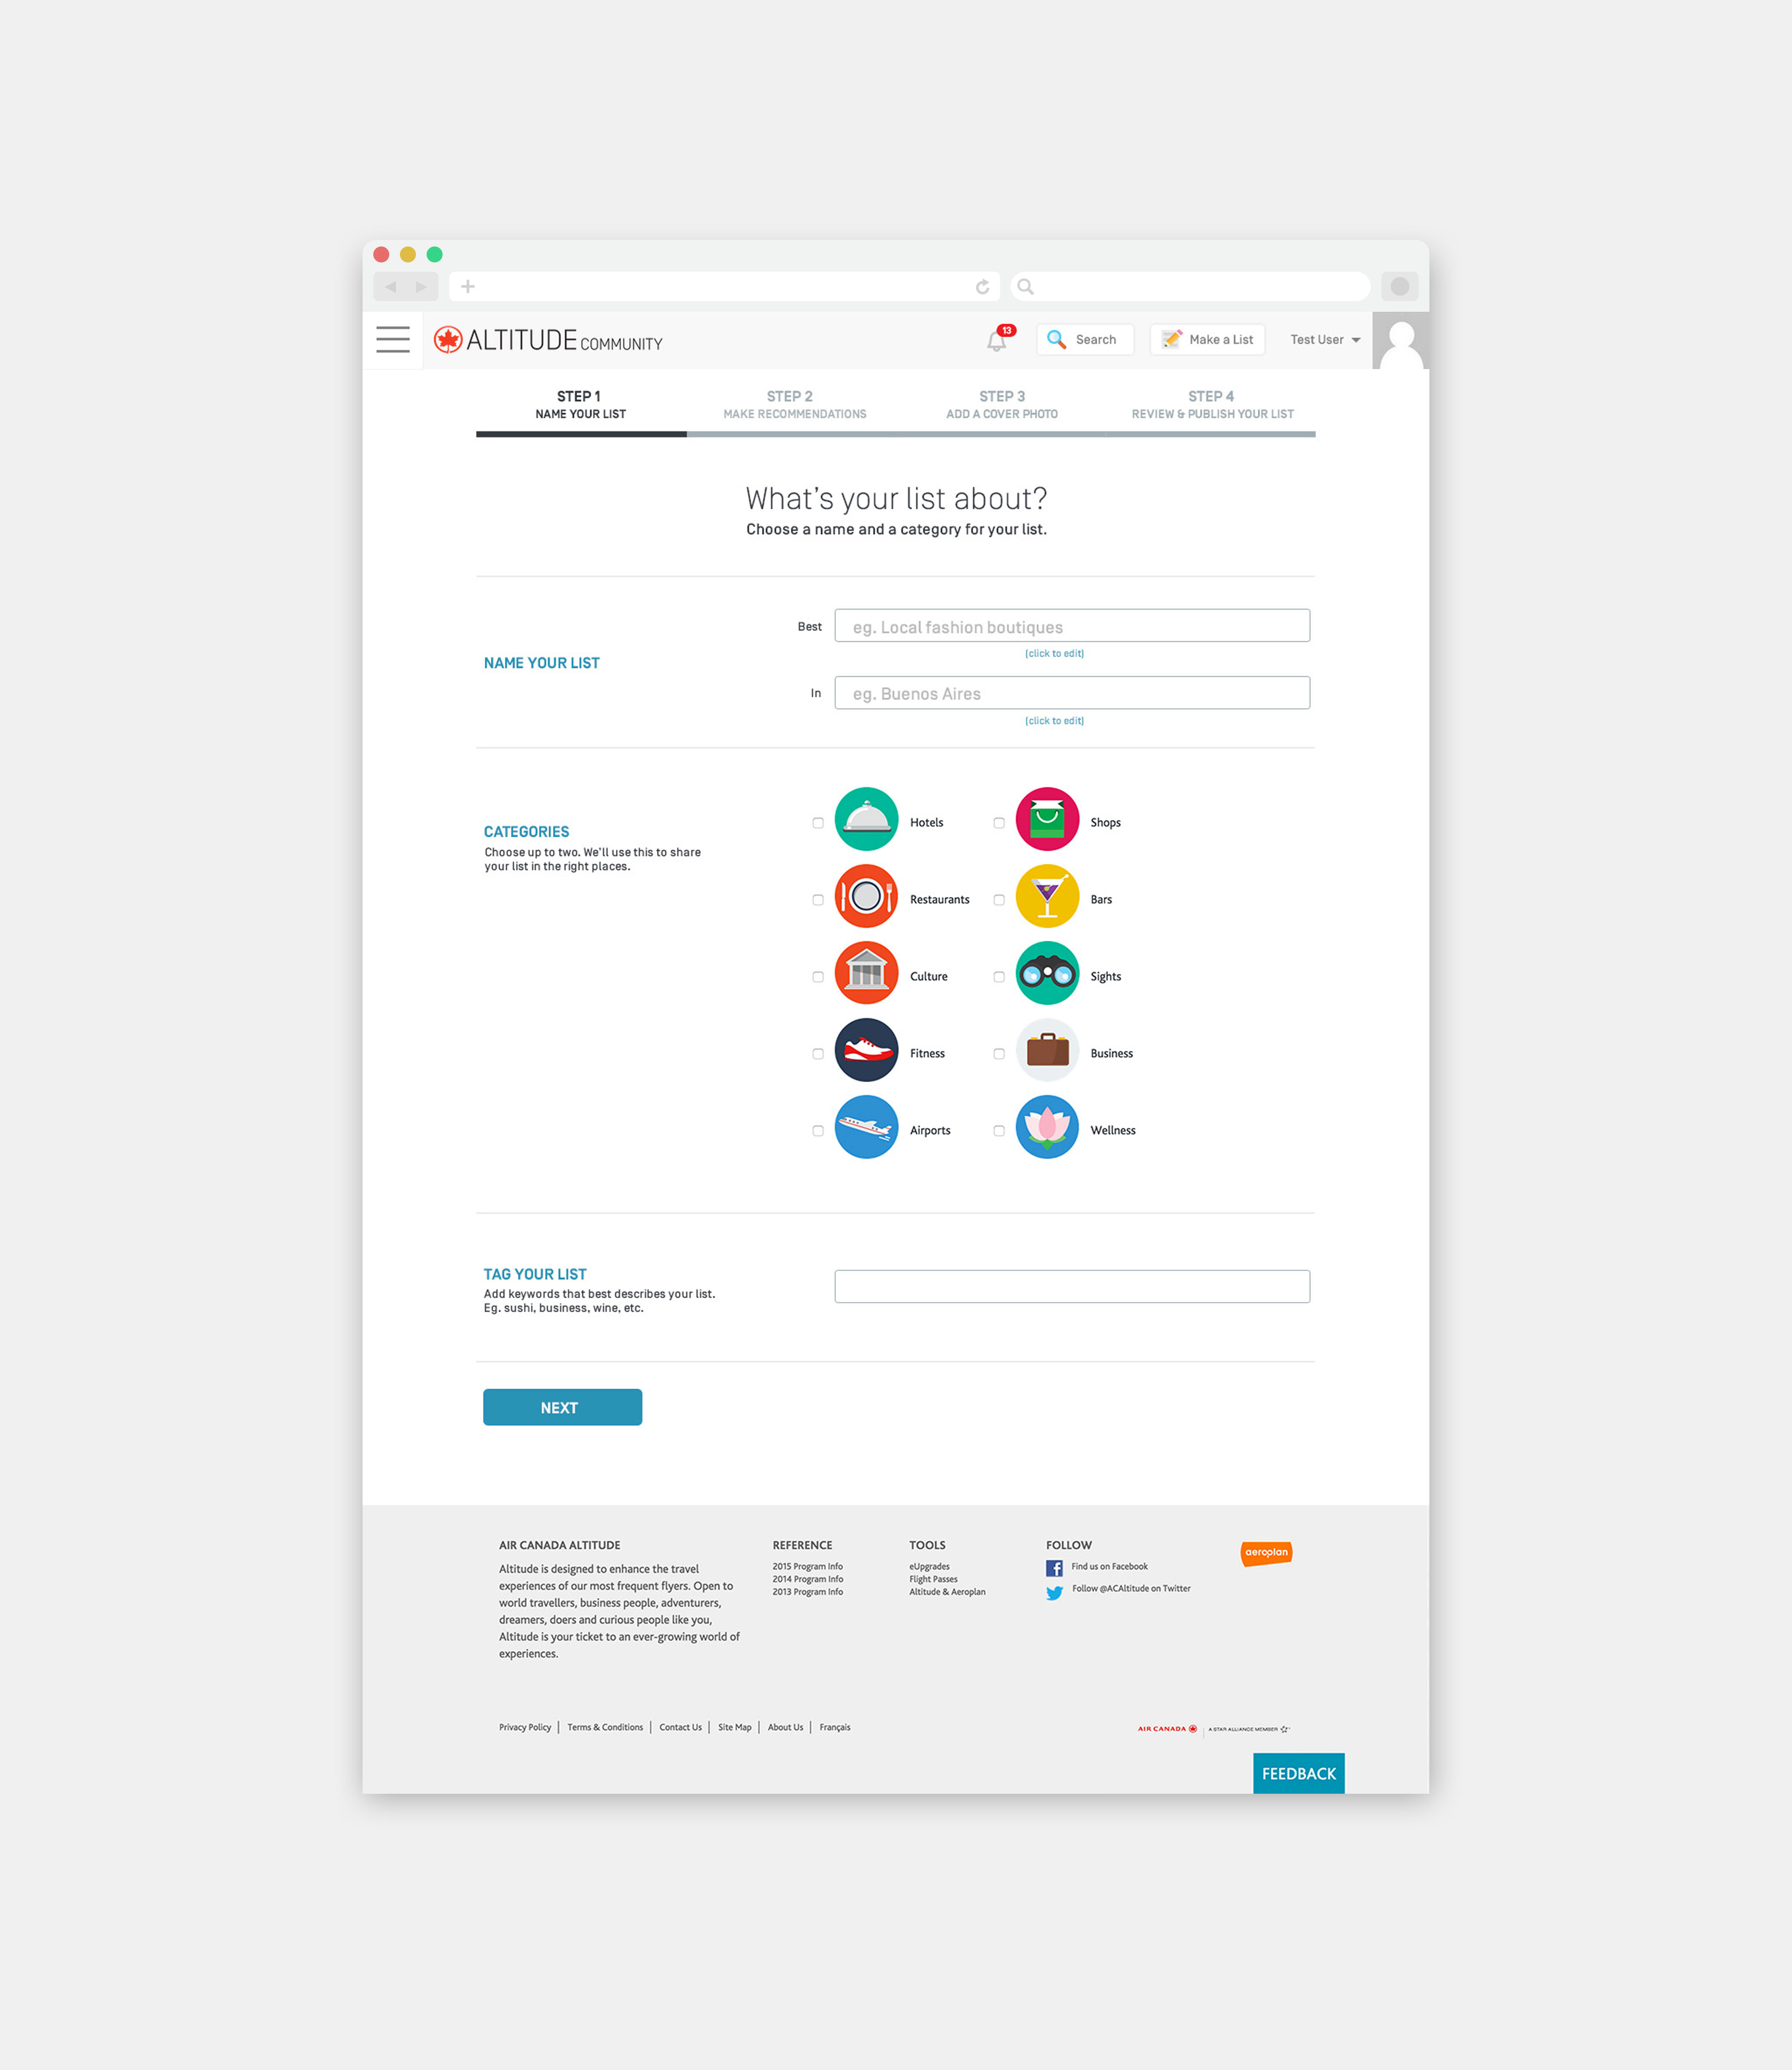 ALTITUDE COMMUNITY
13
Search
Make a List
Test User
STEP 1
NAME YOUR LIST
STEP 2
MAKE RECOMMENDATIONS
STEP 3
ADD A COVER PHOTO
STEP 4
REVIEW & PUBLISH YOUR LIST
What's your list about?
Choose a name and a category for your list.
NAME YOUR LIST
Best
eg. Local fashion boutiques
(click to edit)
In
eg. Buenos Aires
(click to edit)
CATEGORIES
Choose up to two. We'll use this to share
your list in the right places.
Hotels
Shops
Restaurants
Bars
Culture
Sights
Fitness
Business
Airports
Wellness
TAG YOUR LIST
Add keywords that best describes your list.
Eg. sushi, business, wine, etc.
NEXT
AIR CANADA ALTITUDE
Altitude is designed to enhance the travel
experiences of our most frequent flyers. Open to
world travellers, business people, adventurers,
dreamers, doers and curious people like you,
Altitude is your ticket to an ever-growing world of
experiences.
REFERENCE
2015 Program Info
2014 Program Info
2013 Program Info
TOOLS
eUpgrades
Flight Passes
Altitude & Aeroplan
FOLLOW
Find us on Facebook
Follow @ACAltitude on Twitter
aeroplan
Privacy Policy | Terms & Conditions | Contact Us | Site Map | About Us | Français
AIR CANADA | A STAR ALLIANCE MEMBER
FEEDBACK